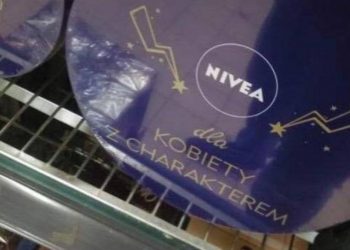 NIVEA
dla
KOBIETY
Z CHARAKTEREM